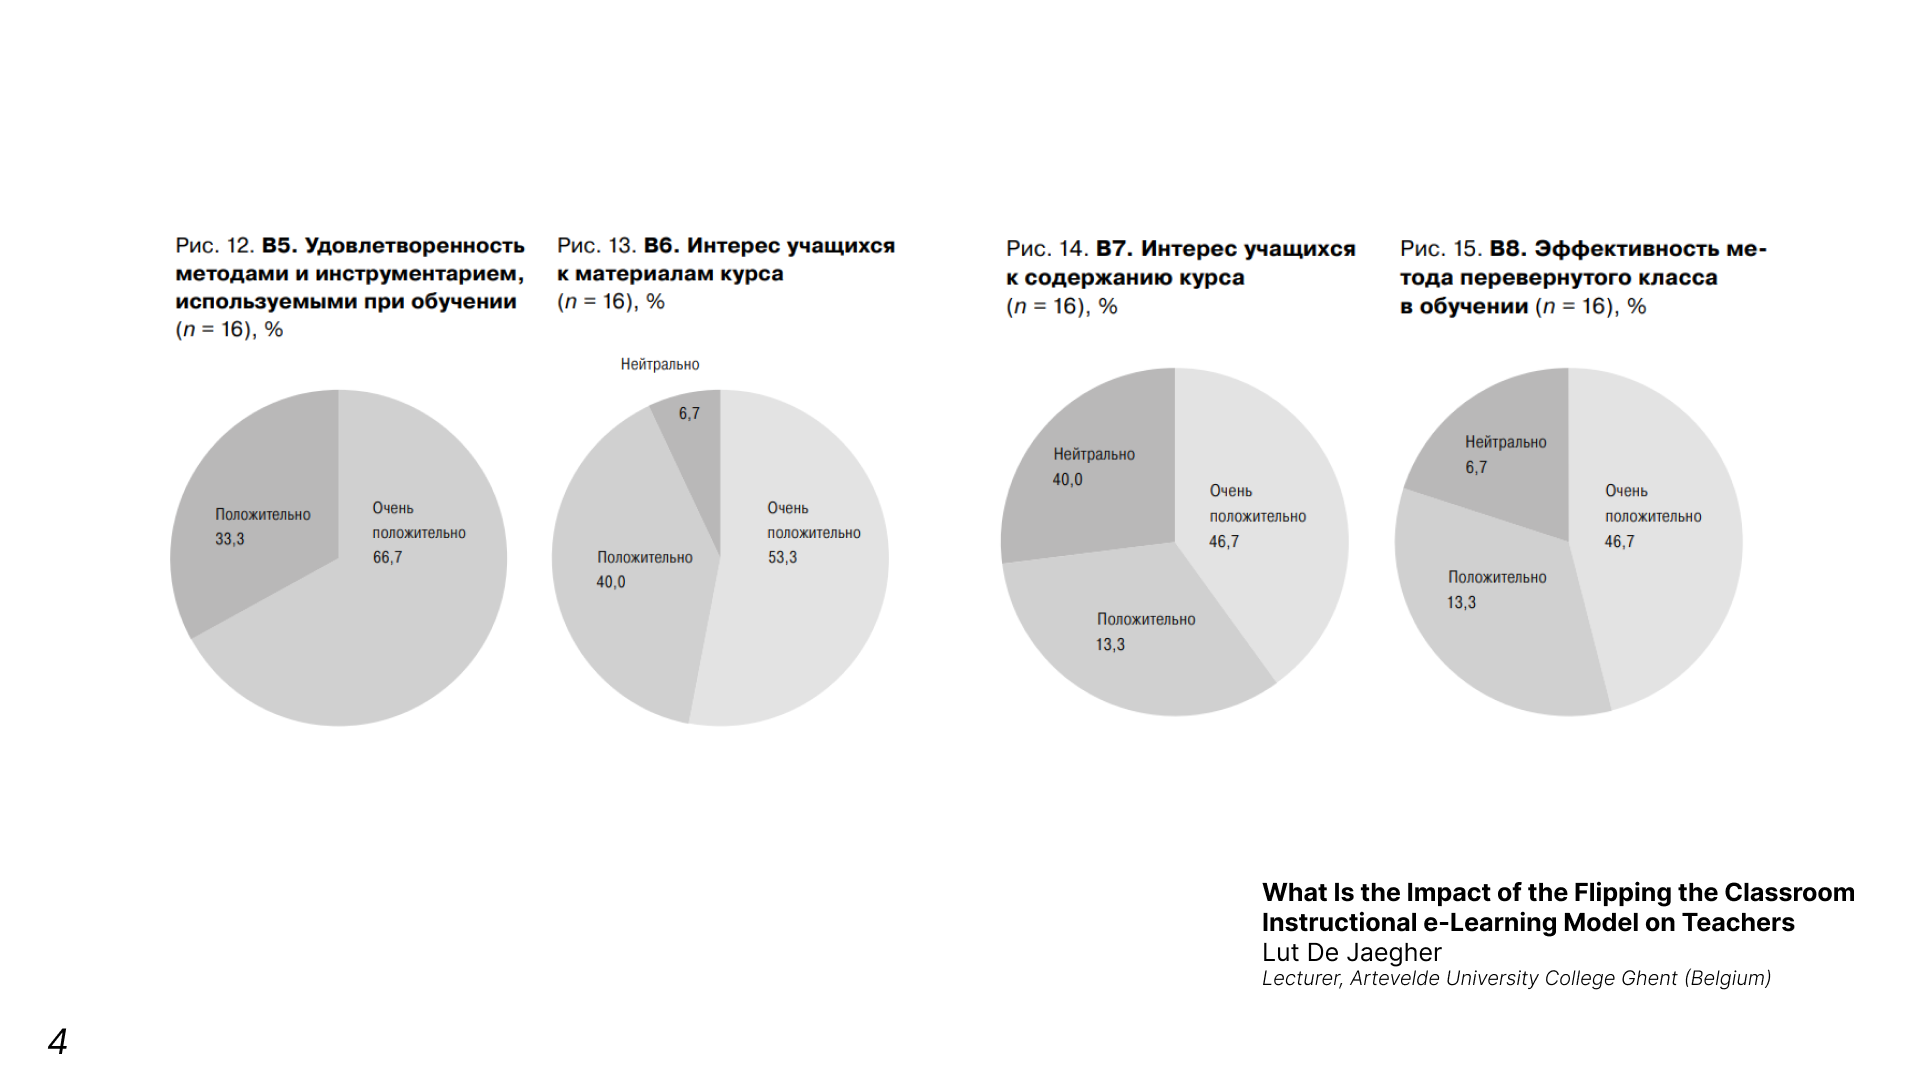 Рис. 12. В5. Удовлетворенность
методами и инструментарием,
используемыми при обучении
(n = 16), %
Положительно
33,3
Очень
положительно
66,7
Рис. 13. В6. Интерес учащихся
к материалам курса
(n = 16), %
Нейтрально
6,7
Положительно
40,0
Очень
положительно
53,3
Рис. 14. В7. Интерес учащихся
к содержанию курса
(n = 16), %
Нейтрально
40,0
Очень
положительно
46,7
Положительно
13,3
Рис. 15. В8. Эффективность ме-
тода перевернутого класса
в обучении (n = 16), %
Нейтрально
6,7
Очень
положительно
46,7
Положительно
13,3
What Is the Impact of the Flipping the Classroom
Instructional e-Learning Model on Teachers
Lut De Jaegher
Lecturer, Artevelde University College Ghent (Belgium)
4